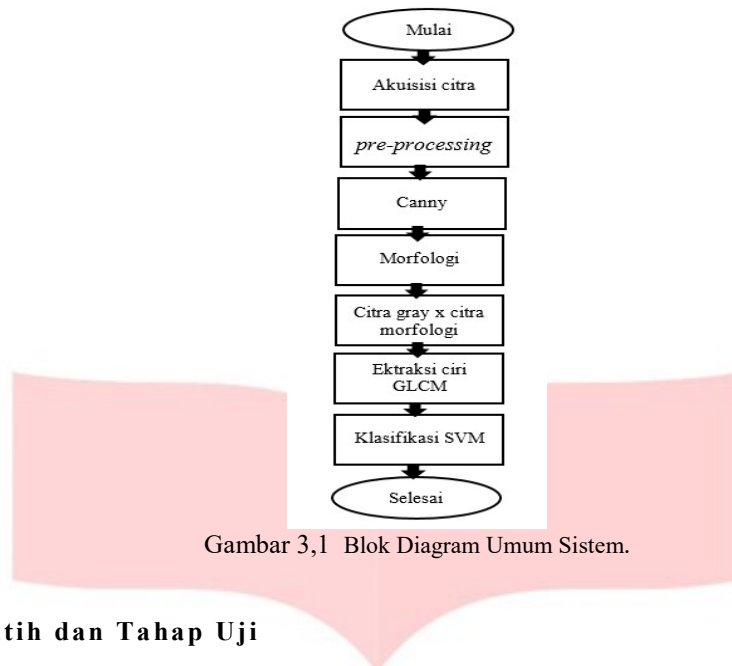 Mulai
Akuisisi citra
pre-processing
Canny
Morfologi
Citra gray x citra
morfologi
Ektraksi ciri
GLCM
Klasifikasi SVM
Selesai
Gambar 3,1 Blok Diagram Umum Sistem.
tih dan Tahap Uji